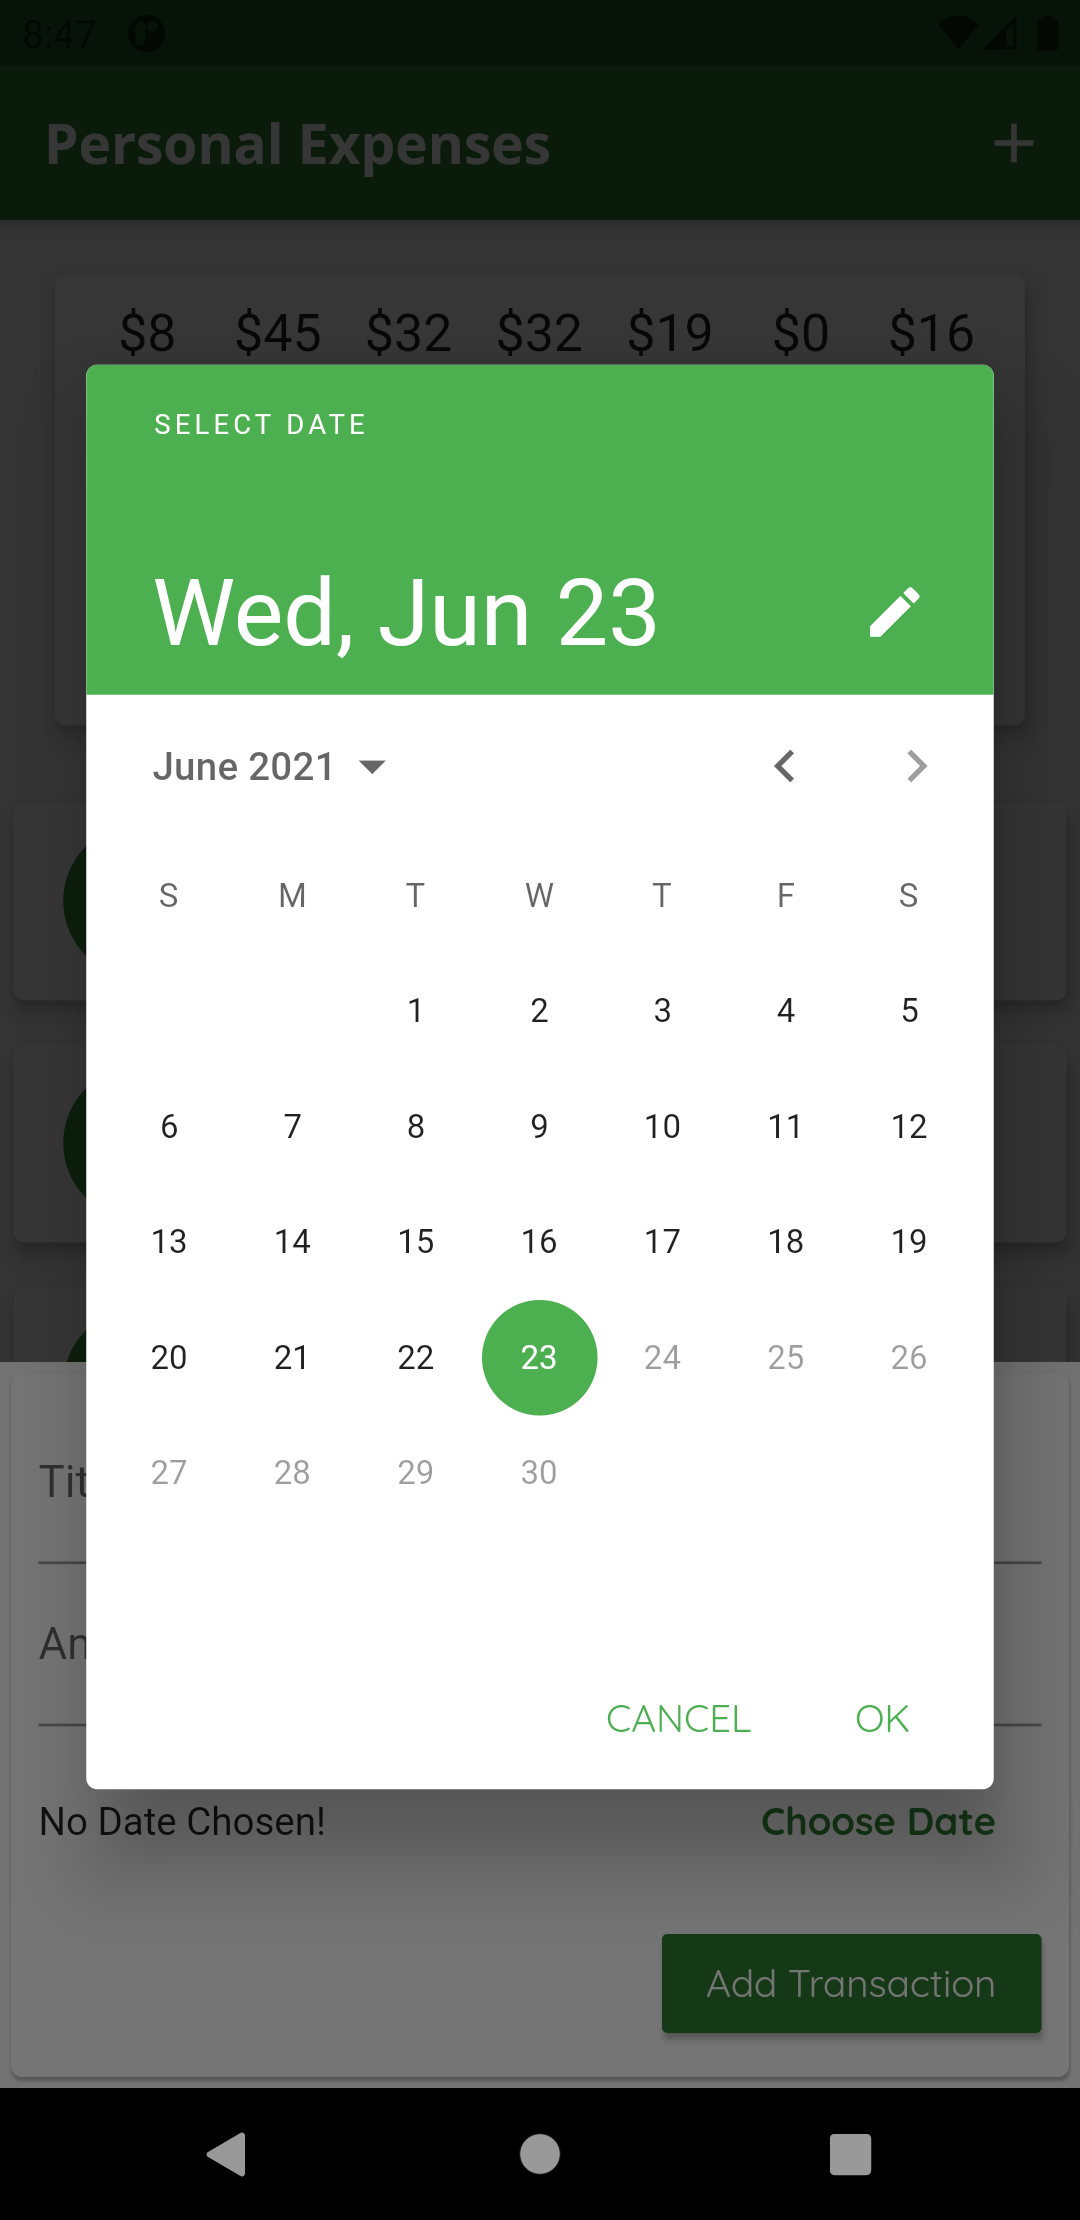 8:47
Personal Expenses
$8 $45 $32 $32 $19 $0 $16
SELECT DATE
Wed, Jun 23
June 2021
S M T W T F S
1 2 3 4 5
6 7 8 9 10 11 12
13 14 15 16 17 18 19
20 21 22 23 24 25 26
27 28 29 30
CANCEL OK
No Date Chosen! Choose Date
Add Transaction